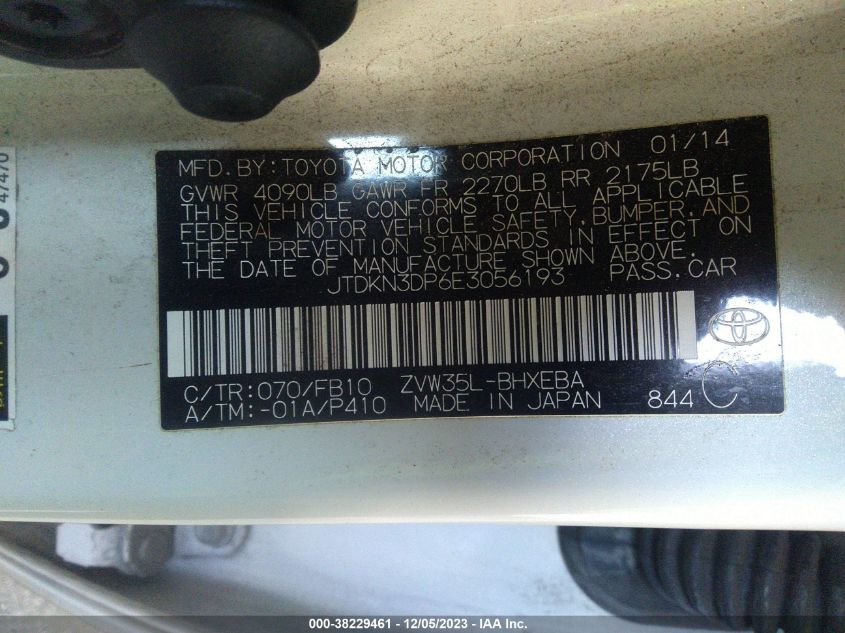 MFD.BY:TOYOTA MOTOR CORPORATION 01/14
GVWR 4090LB GAWR FR 2270LB RR 2175LB
THIS VEHICLE CONFORMS TO ALL APPLICABLE
FEDERAL MOTOR VEHICLE SAFETY,BUMPER,AND
THEFT PREVENTION STANDARDS IN EFFECT ON
THE DATE OF MANUFACTURE SHOWN ABOVE.
JTDKN3DP6E3056193 PASS.CAR
C/TR:070/FB10 ZVW35L-BHXEBA
A/TM:-01A/P410 MADE IN JAPAN 844 C
000-38229461 - 12/05/2023 - IAA Inc.